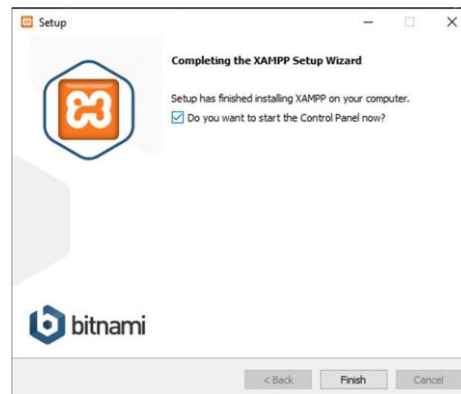 Setup
Completing the XAMPP Setup Wizard
Setup has finished installing XAMPP on your computer.
Do you want to start the Control Panel now?
bitnami
< Back
Finish
Cancel